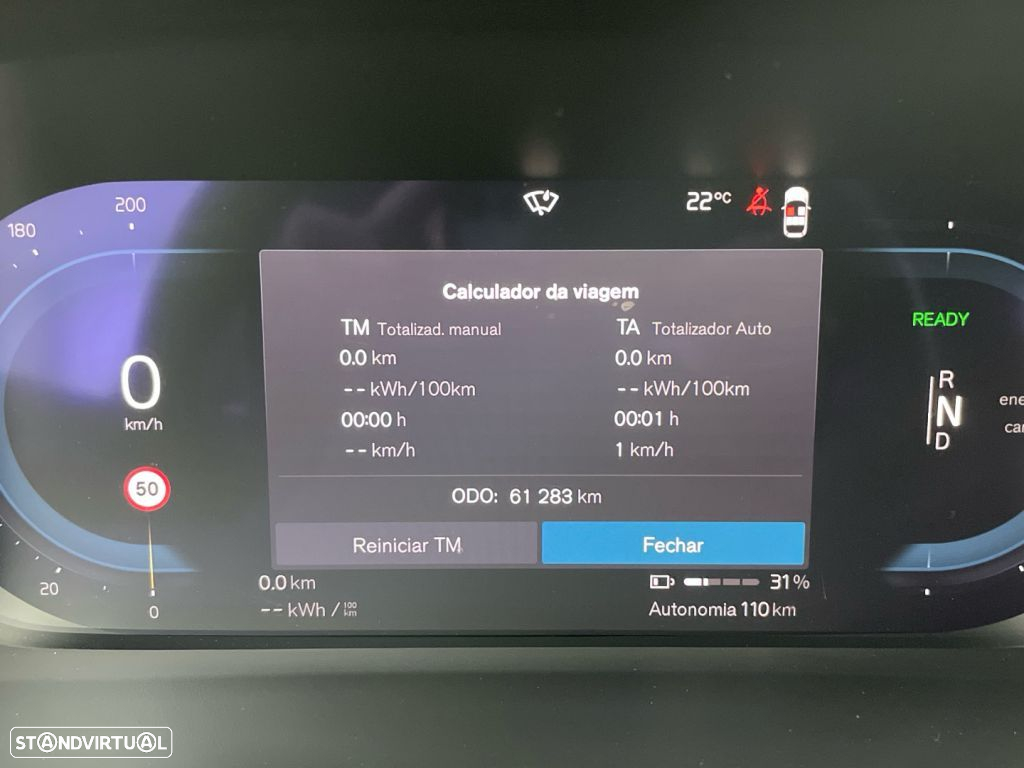 200
180
22°C
Calculador da viagem
TM Totalizad. manual
TA Totalizador Auto
0.0 km
0.0 km
-- kWh/100km
-- kWh/100km
00:00 h
00:01 h
-- km/h
1 km/h
ODO: 61 283 km
Reiniciar TM
Fechar
0
km/h
50
20
0
READY
R
N
D
ene
car
0.0 km
-- kWh / 100 km
31%
Autonomia 110 km
STANDVIRTUAL